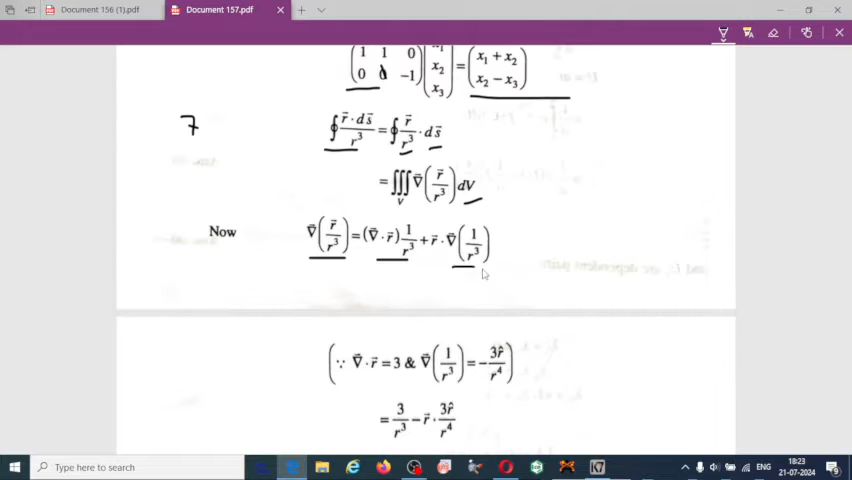 Document 156 (1).pdf
Document 157.pdf
(1 1 0
0 0 -1) (x₁
x₂
x₃) = (x₁ + x₂
x₂ − x₃)
7
∮ r⃗ · ds⃗ / r³ = ∮ r⃗ / r³ · ds⃗
= ∭_V ∇⃗ (r⃗ / r³) dV
Now ∇⃗ (r⃗ / r³) = (∇⃗ · r⃗) 1 / r³ + r⃗ · ∇⃗ (1 / r³)
(∵ ∇⃗ · r⃗ = 3 & ∇⃗ (1 / r³) = − 3r̂ / r⁴)
= 3 / r³ − r⃗ · 3r̂ / r⁴
Type here to search
K7
ENG
18:23
21-07-2024